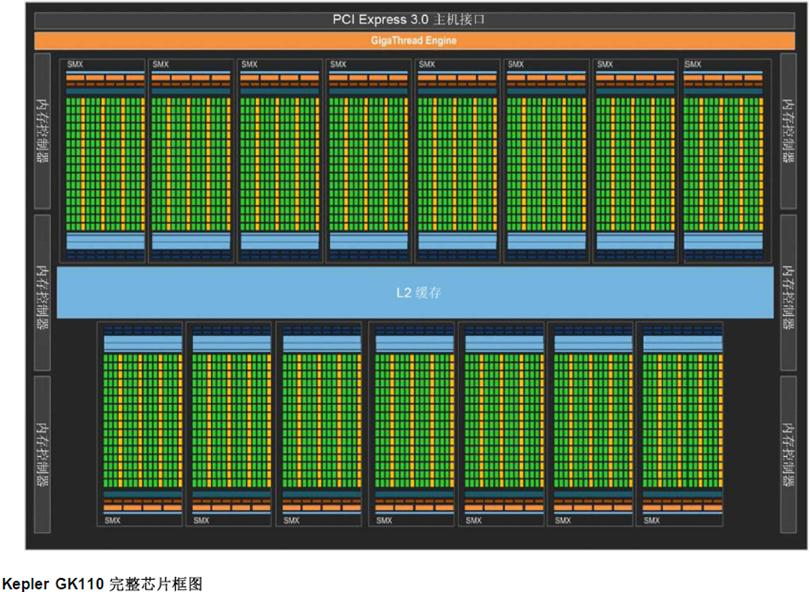 PCI Express 3.0 主机接口
GigaThread Engine
SMX
SMX
SMX
SMX
SMX
SMX
SMX
SMX
内存控制器
内存控制器
L2 缓存
内存控制器
内存控制器
内存控制器
内存控制器
SMX
SMX
SMX
SMX
SMX
SMX
SMX
Kepler GK110 完整芯片框图